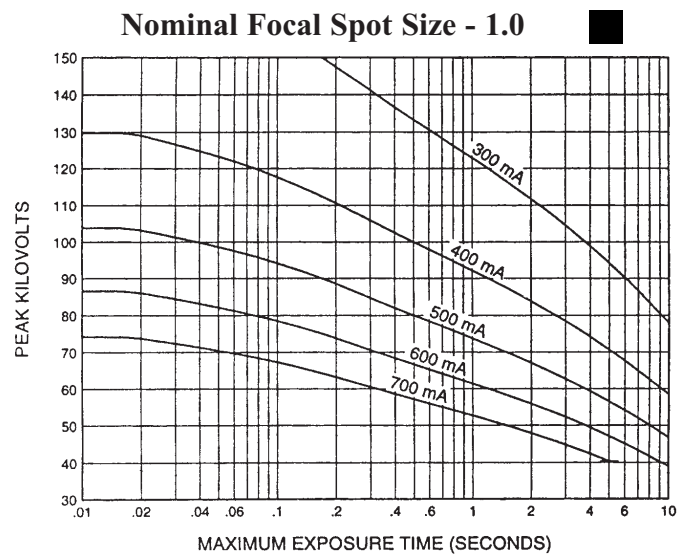 Nominal Focal Spot Size - 1.0
150
140
130
120
110
100
90
80
70
60
50
40
30
PEAK KILOVOLTS
300 mA
400 mA
500 mA
600 mA
700 mA
.01 .02 .04 .06 .1 .2 .4 .6 1 2 4 6 10
MAXIMUM EXPOSURE TIME (SECONDS)